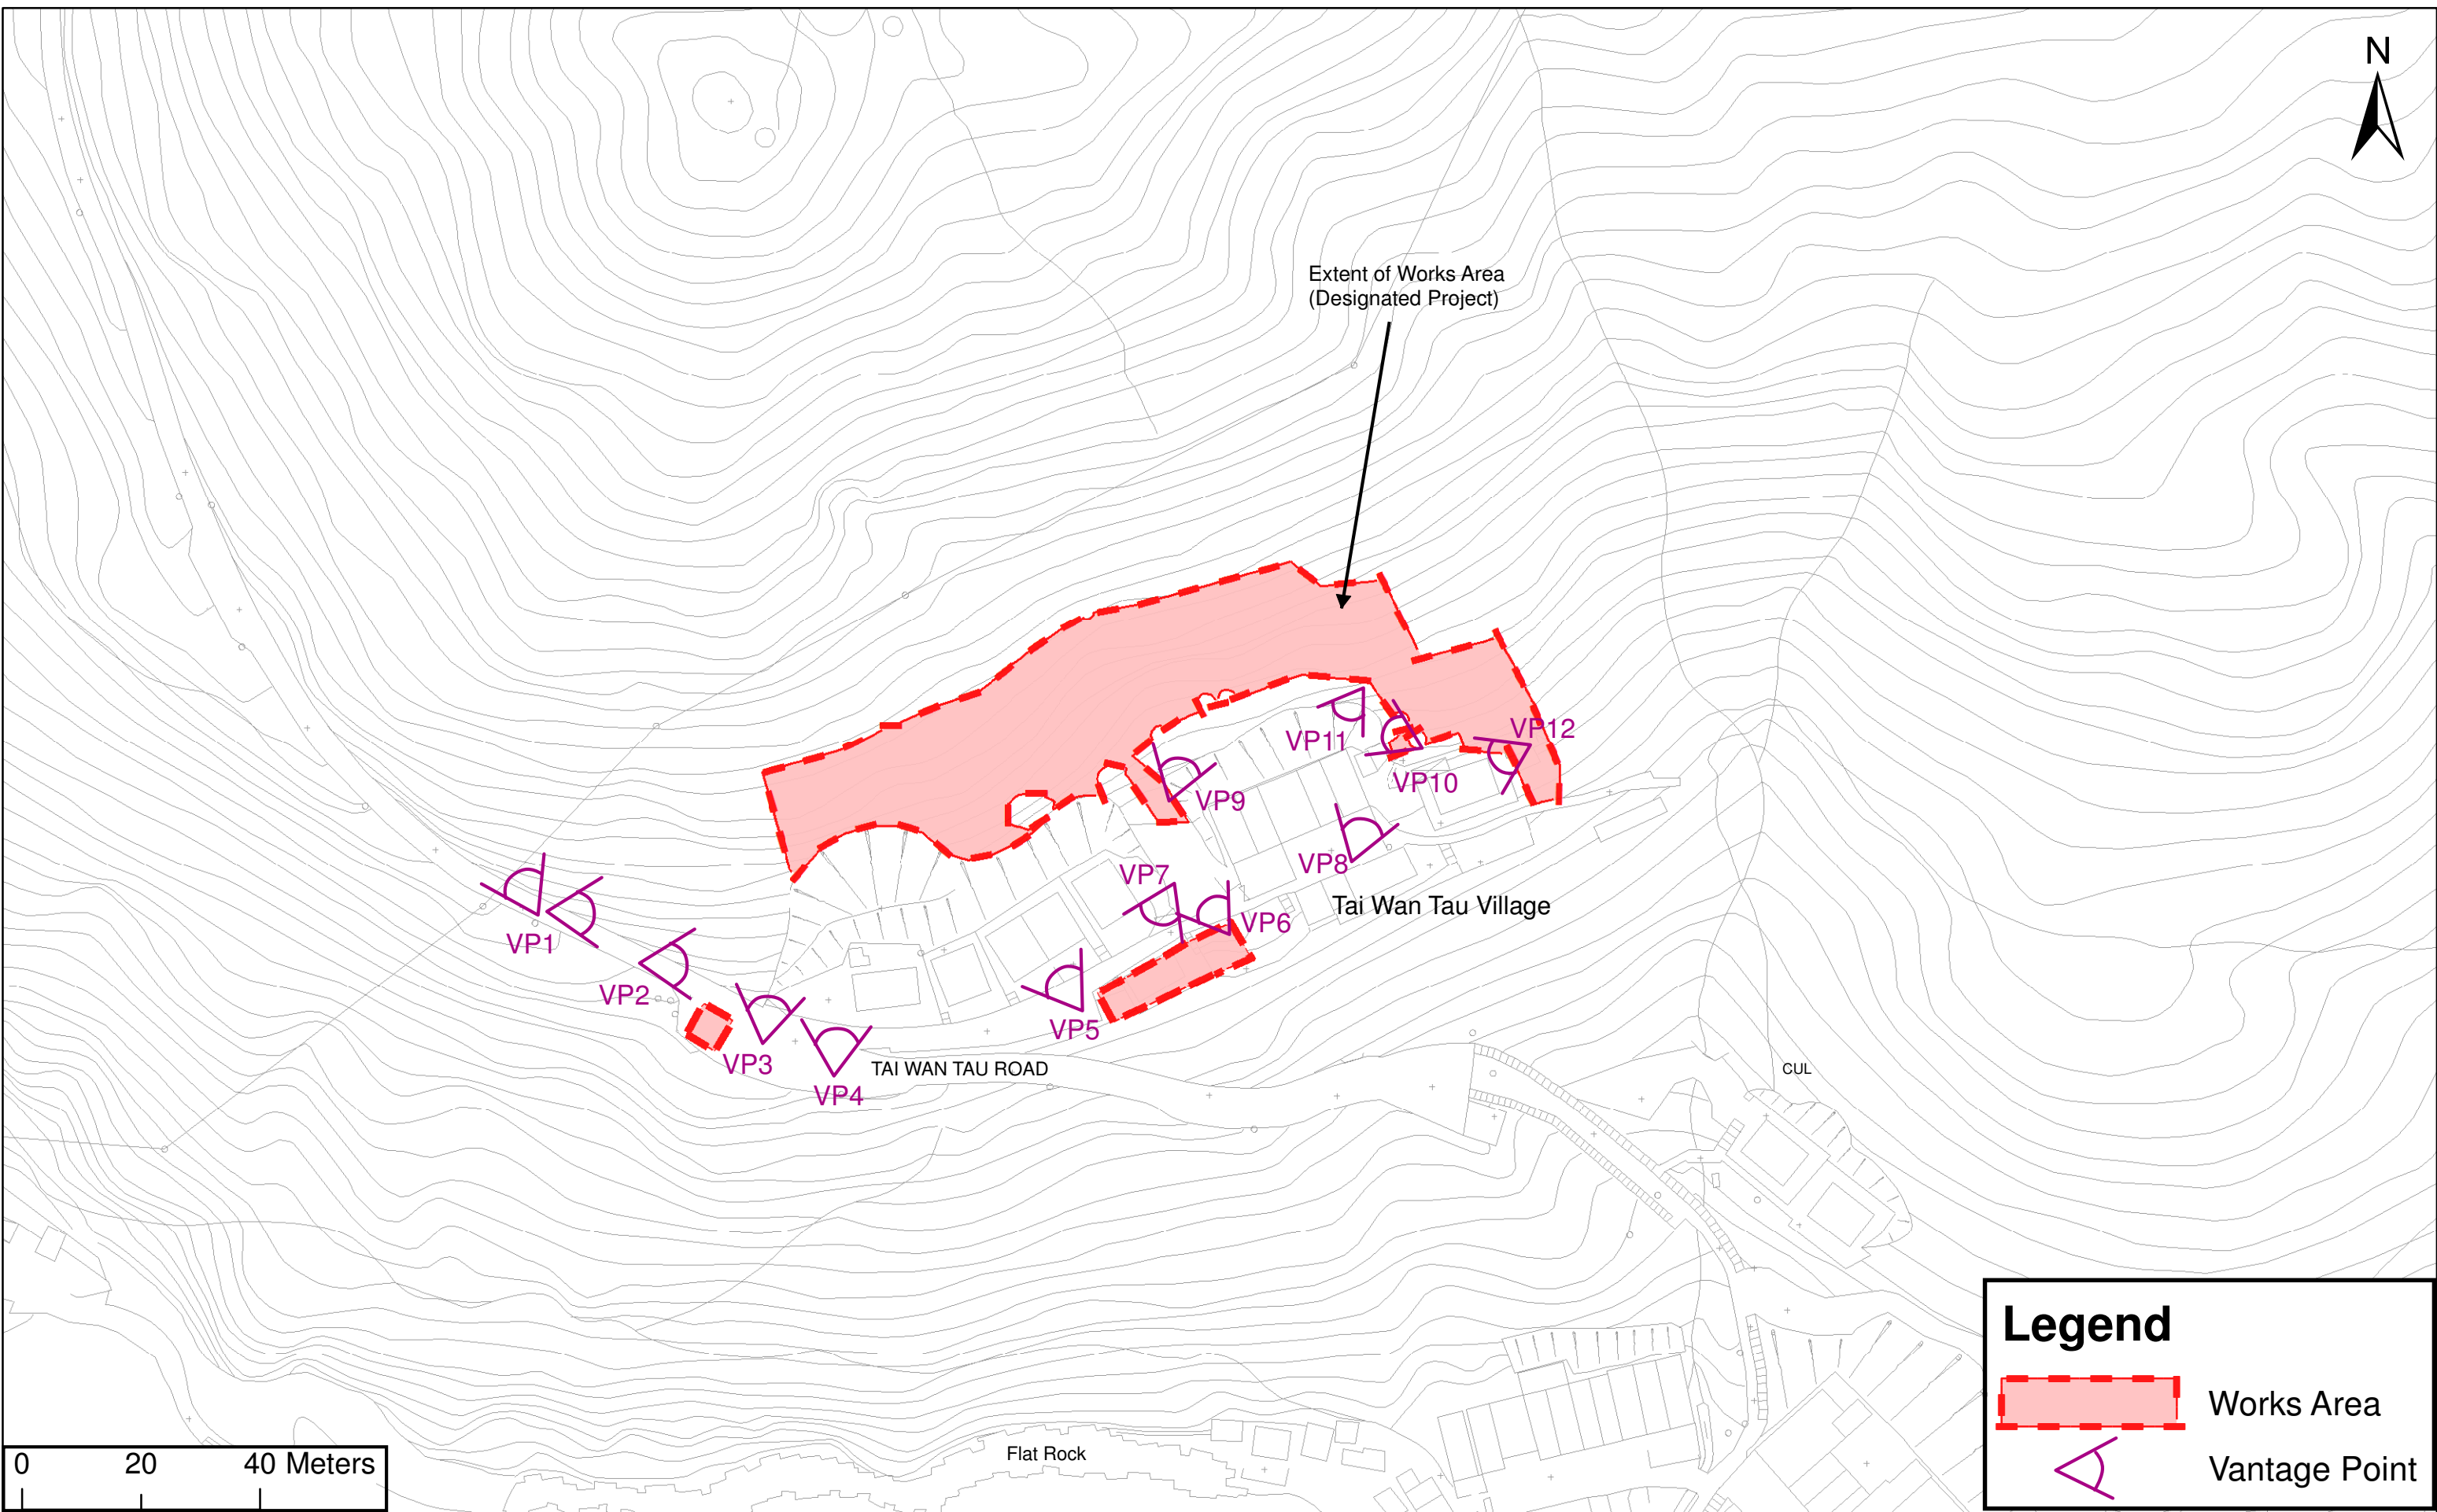 N
Extent of Works Area
(Designated Project)
VP12
VP11
VP10
VP9
VP8
VP7
Tai Wan Tau Village
VP6
VP1
VP2
VP5
VP3
TAI WAN TAU ROAD
CUL
VP4
Legend
Works Area
Vantage Point
Flat Rock
0 20 40 Meters